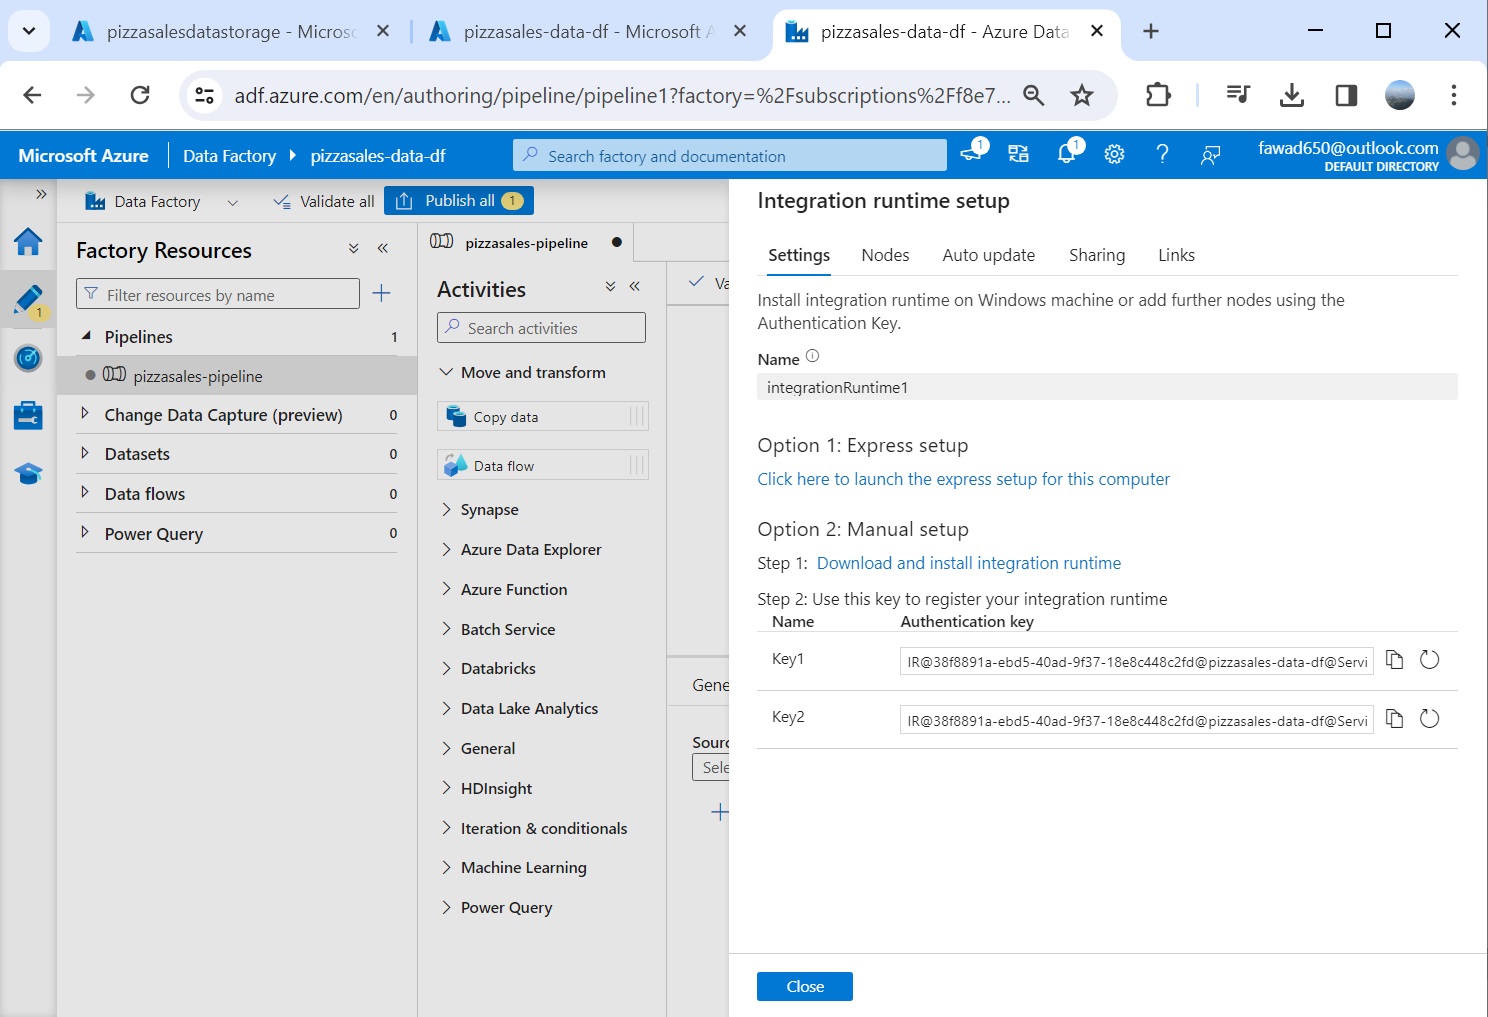 pizzasalesdatastorage - Micros
pizzasales-data-df - Microsoft A
pizzasales-data-df - Azure Data
adf.azure.com/en/authoring/pipeline/pipeline1?factory=%2Fsubscriptions%2Ff8e7...
Microsoft Azure
Data Factory
pizzasales-data-df
Search factory and documentation
1
1
fawad650@outlook.com
DEFAULT DIRECTORY
Data Factory
Validate all
Publish all 1
1
Factory Resources
Filter resources by name
Pipelines 1
pizzasales-pipeline
Change Data Capture (preview) 0
Datasets 0
Data flows 0
Power Query 0
pizzasales-pipeline
Activities
Search activities
Move and transform
Copy data
Data flow
Synapse
Azure Data Explorer
Azure Function
Batch Service
Databricks
Data Lake Analytics
General
HDInsight
Iteration & conditionals
Machine Learning
Power Query
Va
Gene
Sourc
Sele
Integration runtime setup
Settings Nodes Auto update Sharing Links
Install integration runtime on Windows machine or add further nodes using the
Authentication Key.
Name
integrationRuntime1
Option 1: Express setup
Click here to launch the express setup for this computer
Option 2: Manual setup
Step 1: Download and install integration runtime
Step 2: Use this key to register your integration runtime
Name Authentication key
Key1 IR@38f8891a-ebd5-40ad-9f37-18e8c448c2fd@pizzasales-data-df@Servi
Key2 IR@38f8891a-ebd5-40ad-9f37-18e8c448c2fd@pizzasales-data-df@Servi
Close